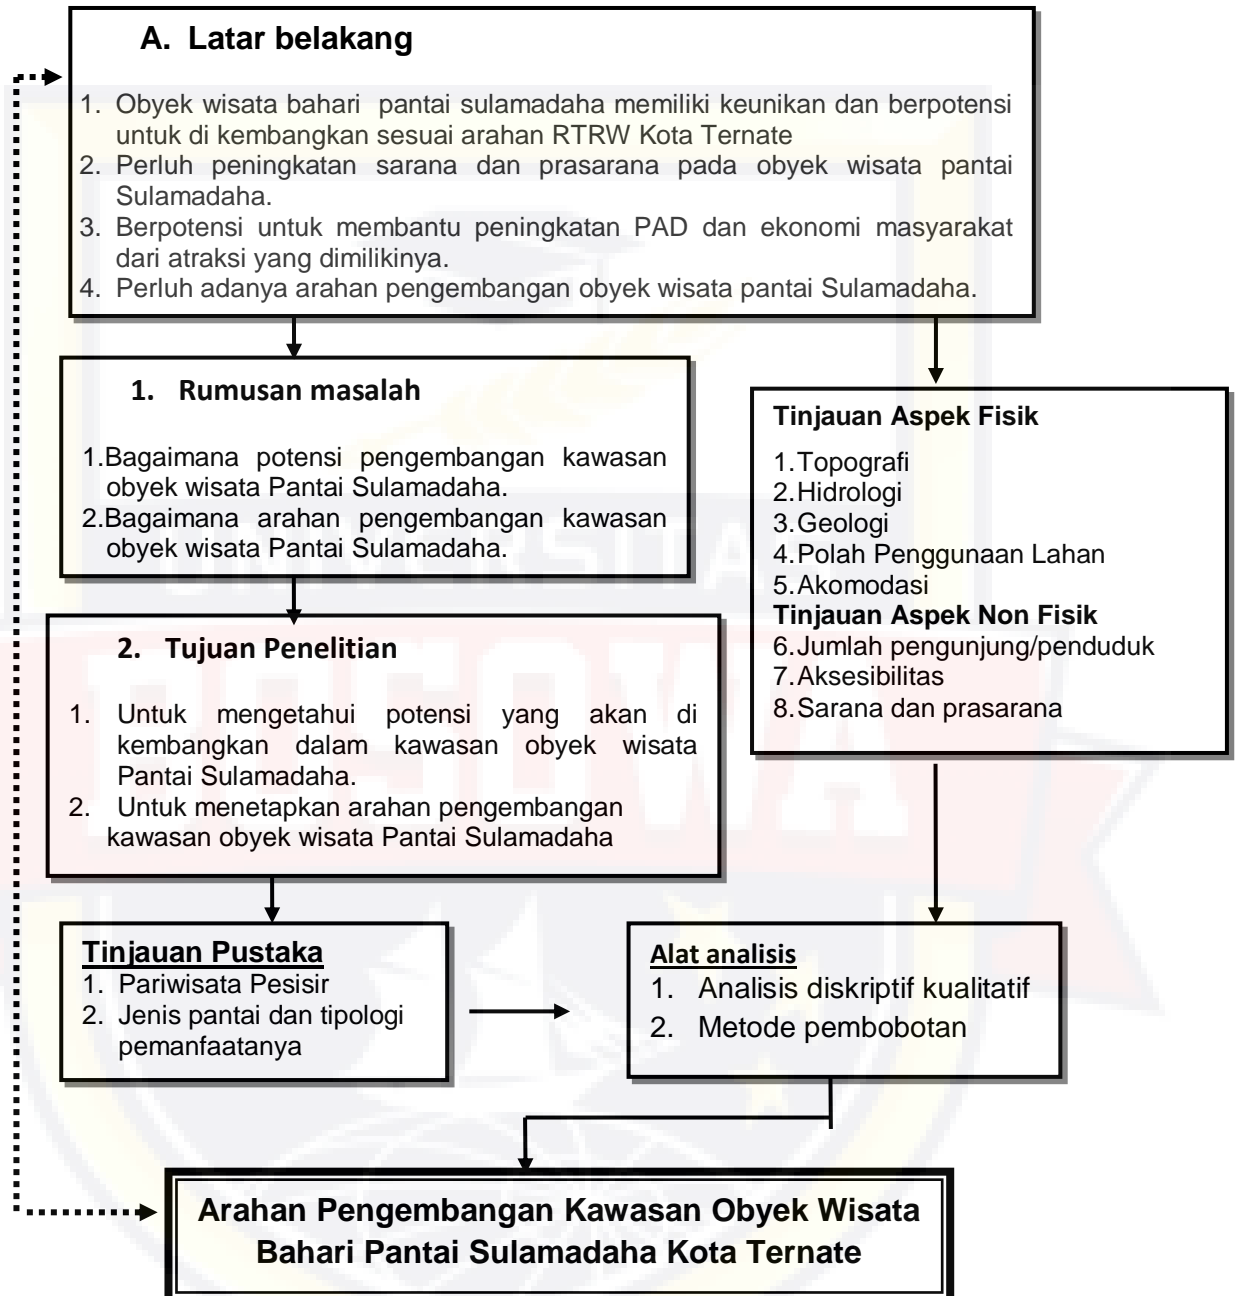 A. Latar belakang
1. Obyek wisata bahari pantai sulamadaha memiliki keunikan dan berpotensi
untuk di kembangkan sesuai arahan RTRW Kota Ternate
2. Perluh peningkatan sarana dan prasarana pada obyek wisata pantai
Sulamadaha.
3. Berpotensi untuk membantu peningkatan PAD dan ekonomi masyarakat
dari atraksi yang dimilikinya.
4. Perluh adanya arahan pengembangan obyek wisata pantai Sulamadaha.
1. Rumusan masalah
1.Bagaimana potensi pengembangan kawasan
obyek wisata Pantai Sulamadaha.
2.Bagaimana arahan pengembangan kawasan
obyek wisata Pantai Sulamadaha.
Tinjauan Aspek Fisik
1.Topografi
2.Hidrologi
3.Geologi
4.Polah Penggunaan Lahan
5.Akomodasi
Tinjauan Aspek Non Fisik
6.Jumlah pengunjung/penduduk
7.Aksesibilitas
8.Sarana dan prasarana
2. Tujuan Penelitian
1. Untuk mengetahui potensi yang akan di
kembangkan dalam kawasan obyek wisata
Pantai Sulamadaha.
2. Untuk menetapkan arahan pengembangan
kawasan obyek wisata Pantai Sulamadaha
Tinjauan Pustaka
1. Pariwisata Pesisir
2. Jenis pantai dan tipologi
pemanfaatanya
Alat analisis
1. Analisis diskriptif kualitatif
2. Metode pembobotan
Arahan Pengembangan Kawasan Obyek Wisata
Bahari Pantai Sulamadaha Kota Ternate
UNIVERSITAS
BOSOWA